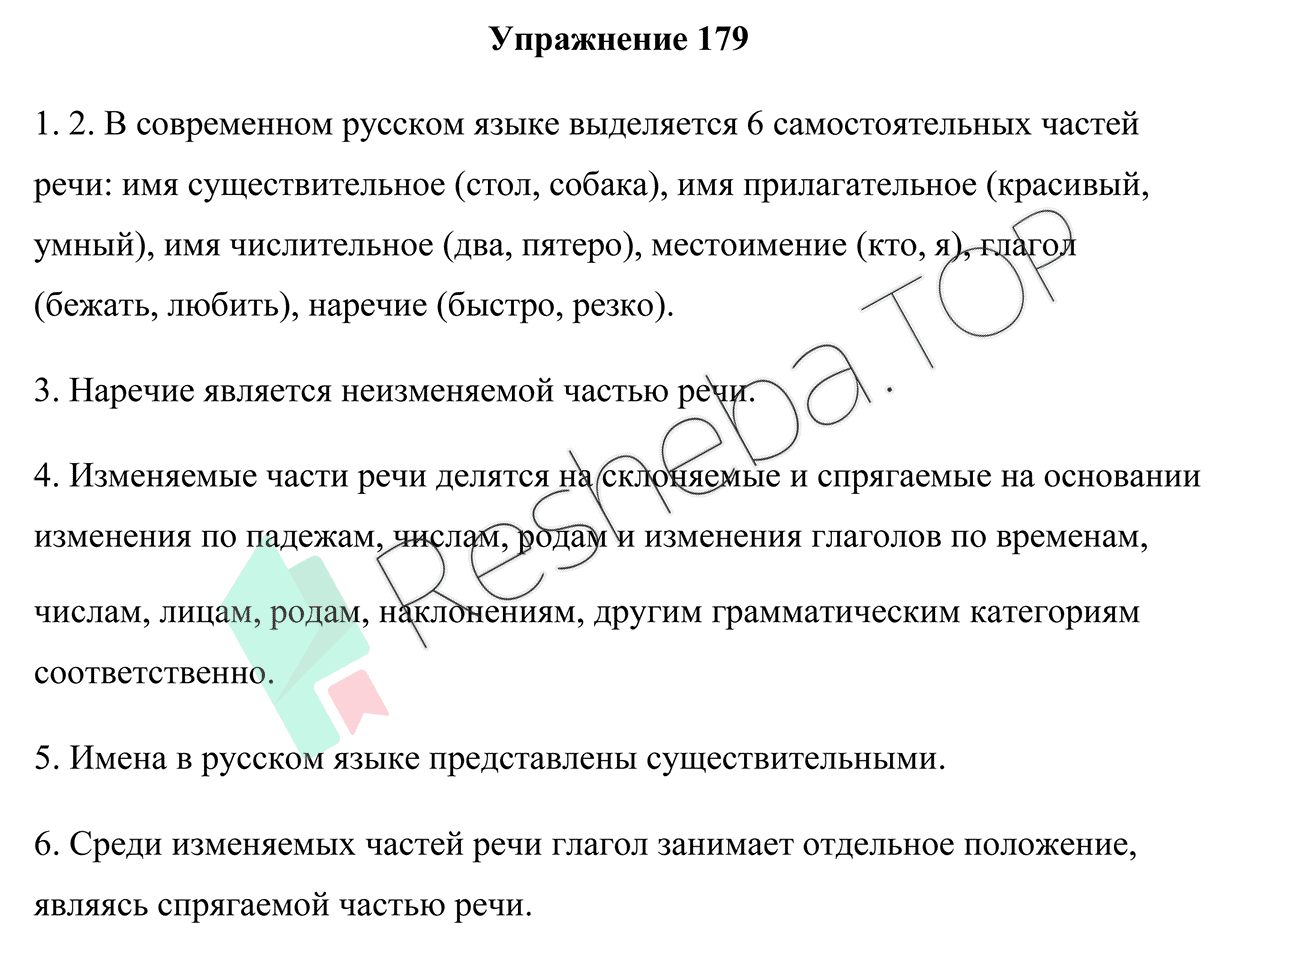 Упражнение 179
1. 2. В современном русском языке выделяется 6 самостоятельных частей
речи: имя существительное (стол, собака), имя прилагательное (красивый,
умный), имя числительное (два, пятеро), местоимение (кто, я), глагол
(бежать, любить), наречие (быстро, резко).
3. Наречие является неизменяемой частью речи.
4. Изменяемые части речи делятся на склоняемые и спрягаемые на основании
изменения по падежам, числам, родам и изменения глаголов по временам,
числам, лицам, родам, наклонениям, другим грамматическим категориям
соответственно.
5. Имена в русском языке представлены существительными.
6. Среди изменяемых частей речи глагол занимает отдельное положение,
являясь спрягаемой частью речи.
Resheba.TOP